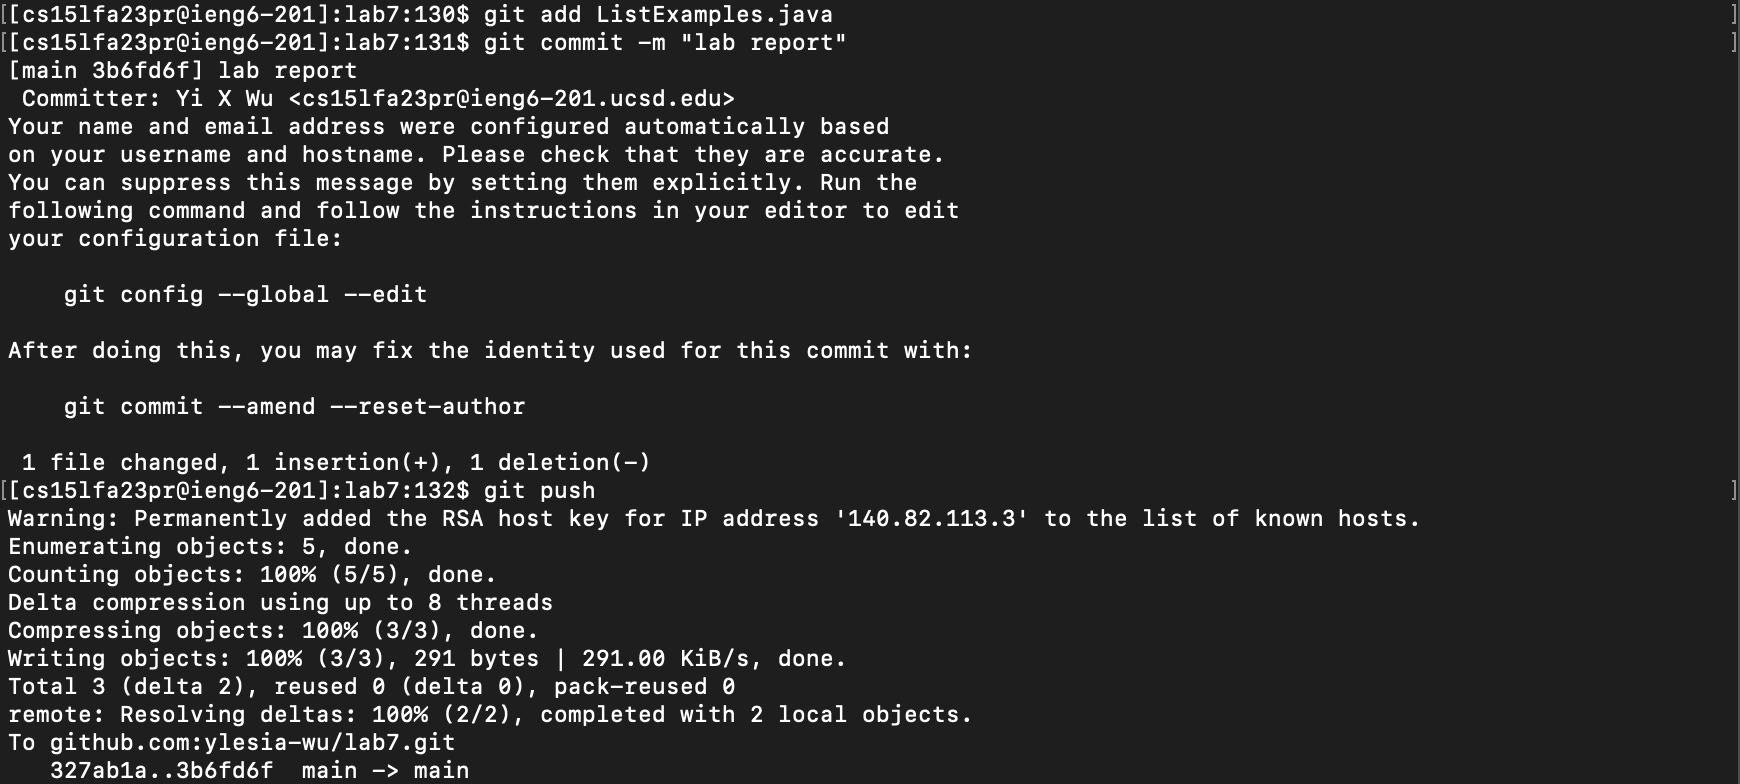 [[cs15lfa23pr@ieng6-201]:lab7:130$ git add ListExamples.java ]
[[cs15lfa23pr@ieng6-201]:lab7:131$ git commit -m "lab report" ]
[main 3b6fd6f] lab report
 Committer: Yi X Wu <cs15lfa23pr@ieng6-201.ucsd.edu>
Your name and email address were configured automatically based
on your username and hostname. Please check that they are accurate.
You can suppress this message by setting them explicitly. Run the
following command and follow the instructions in your editor to edit
your configuration file:

    git config --global --edit

After doing this, you may fix the identity used for this commit with:

    git commit --amend --reset-author

 1 file changed, 1 insertion(+), 1 deletion(-)
[[cs15lfa23pr@ieng6-201]:lab7:132$ git push ]
Warning: Permanently added the RSA host key for IP address '140.82.113.3' to the list of known hosts.
Enumerating objects: 5, done.
Counting objects: 100% (5/5), done.
Delta compression using up to 8 threads
Compressing objects: 100% (3/3), done.
Writing objects: 100% (3/3), 291 bytes | 291.00 KiB/s, done.
Total 3 (delta 2), reused 0 (delta 0), pack-reused 0
remote: Resolving deltas: 100% (2/2), completed with 2 local objects.
To github.com:ylesia-wu/lab7.git
   327ab1a..3b6fd6f  main -> main